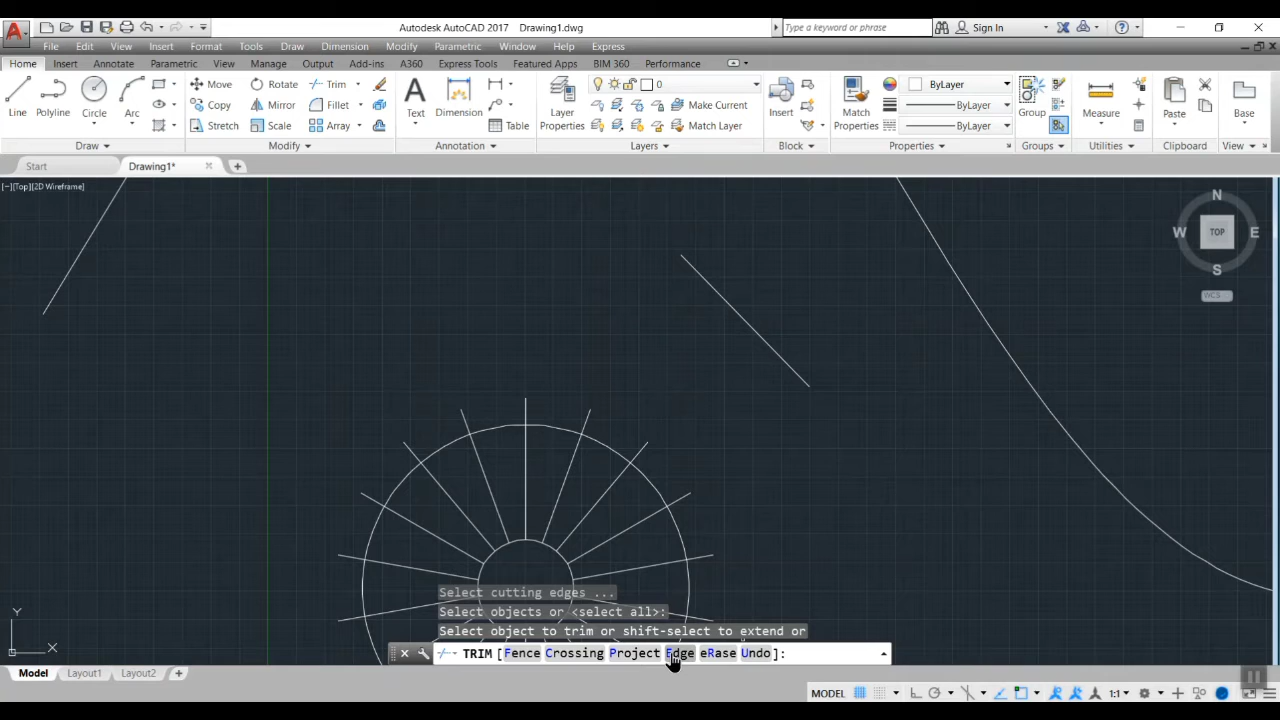 Autodesk AutoCAD 2017 Drawing1.dwg
Type a keyword or phrase
Sign In
File Edit View Insert Format Tools Draw Dimension Modify Parametric Window Help Express
Home Insert Annotate Parametric View Manage Output Add-ins A360 Express Tools Featured Apps BIM 360 Performance
Line Polyline Circle Arc
Move Rotate Trim
Copy Mirror Fillet
Stretch Scale Array
Text Dimension Table
Layer Properties
0
Make Current
Match Layer
Insert
Match Properties
ByLayer
ByLayer
ByLayer
Group
Measure
Paste
Base
Draw Modify Annotation Layers Block Properties Groups Utilities Clipboard View
Start Drawing1*
[−][Top][2D Wireframe]
N
W TOP E
S
WCS
Select cutting edges ...
Select objects or <select all>:
Select object to trim or shift-select to extend or
TRIM [Fence Crossing Project Edge eRase Undo]:
Y
X
Model Layout1 Layout2 +
MODEL 1:1